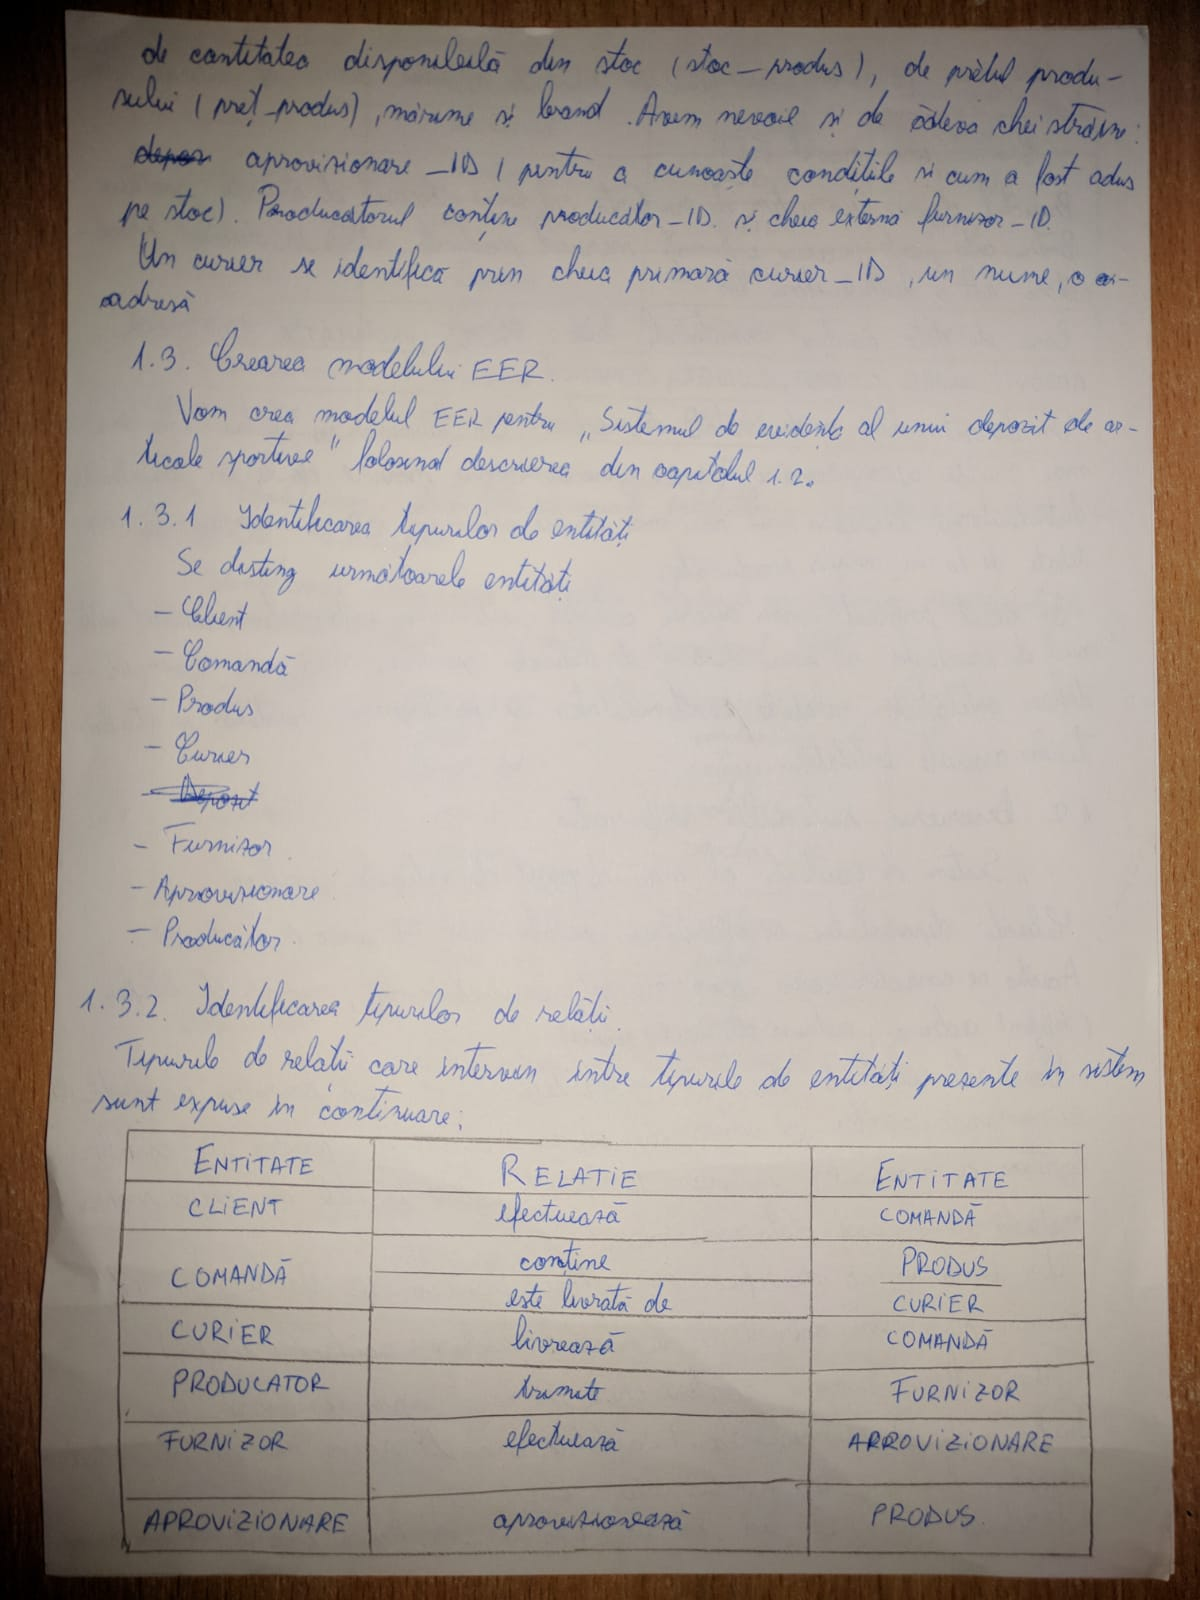 de cantitatea disponibilă din stoc (stoc_produs), de prețul produ-
sului (preț_produs), mărime și brand. Avem nevoie și de câteva chei străine:
depoz aprovizionare_ID (pentru a cunoaște condițiile și cum a fost adus
pe stoc). Producătorul conține producător_ID. și cheia externă furnizor_ID.
Un curier se identifică prin cheia primară curier_ID, un nume, o a-
adresă
1.3. Crearea modelului EER.
Vom crea modelul EER pentru „Sistemul de evidență al unui depozit de ar-
ticole sportive" folosind descrierea din capitolul 1.2.
1.3.1 Identificarea tipurilor de entități
Se disting următoarele entități
- Client
- Comandă
- Produs
- Curier
- Depozit
- Furnizor
- Aprovizionare
- Producător
1.3.2. Identificarea tipurilor de relații.
Tipurile de relații care intervin între tipurile de entități prezente în sistem
sunt expuse în continuare:
ENTITATE RELATIE ENTITATE
CLIENT efectuează COMANDĂ
COMANDĂ conține PRODUS
este livrată de CURIER
CURIER livrează COMANDĂ
PRODUCATOR trimite FURNIZOR
FURNIZOR efectuează APROVIZIONARE
APROVIZIONARE aprovizionează PRODUS.